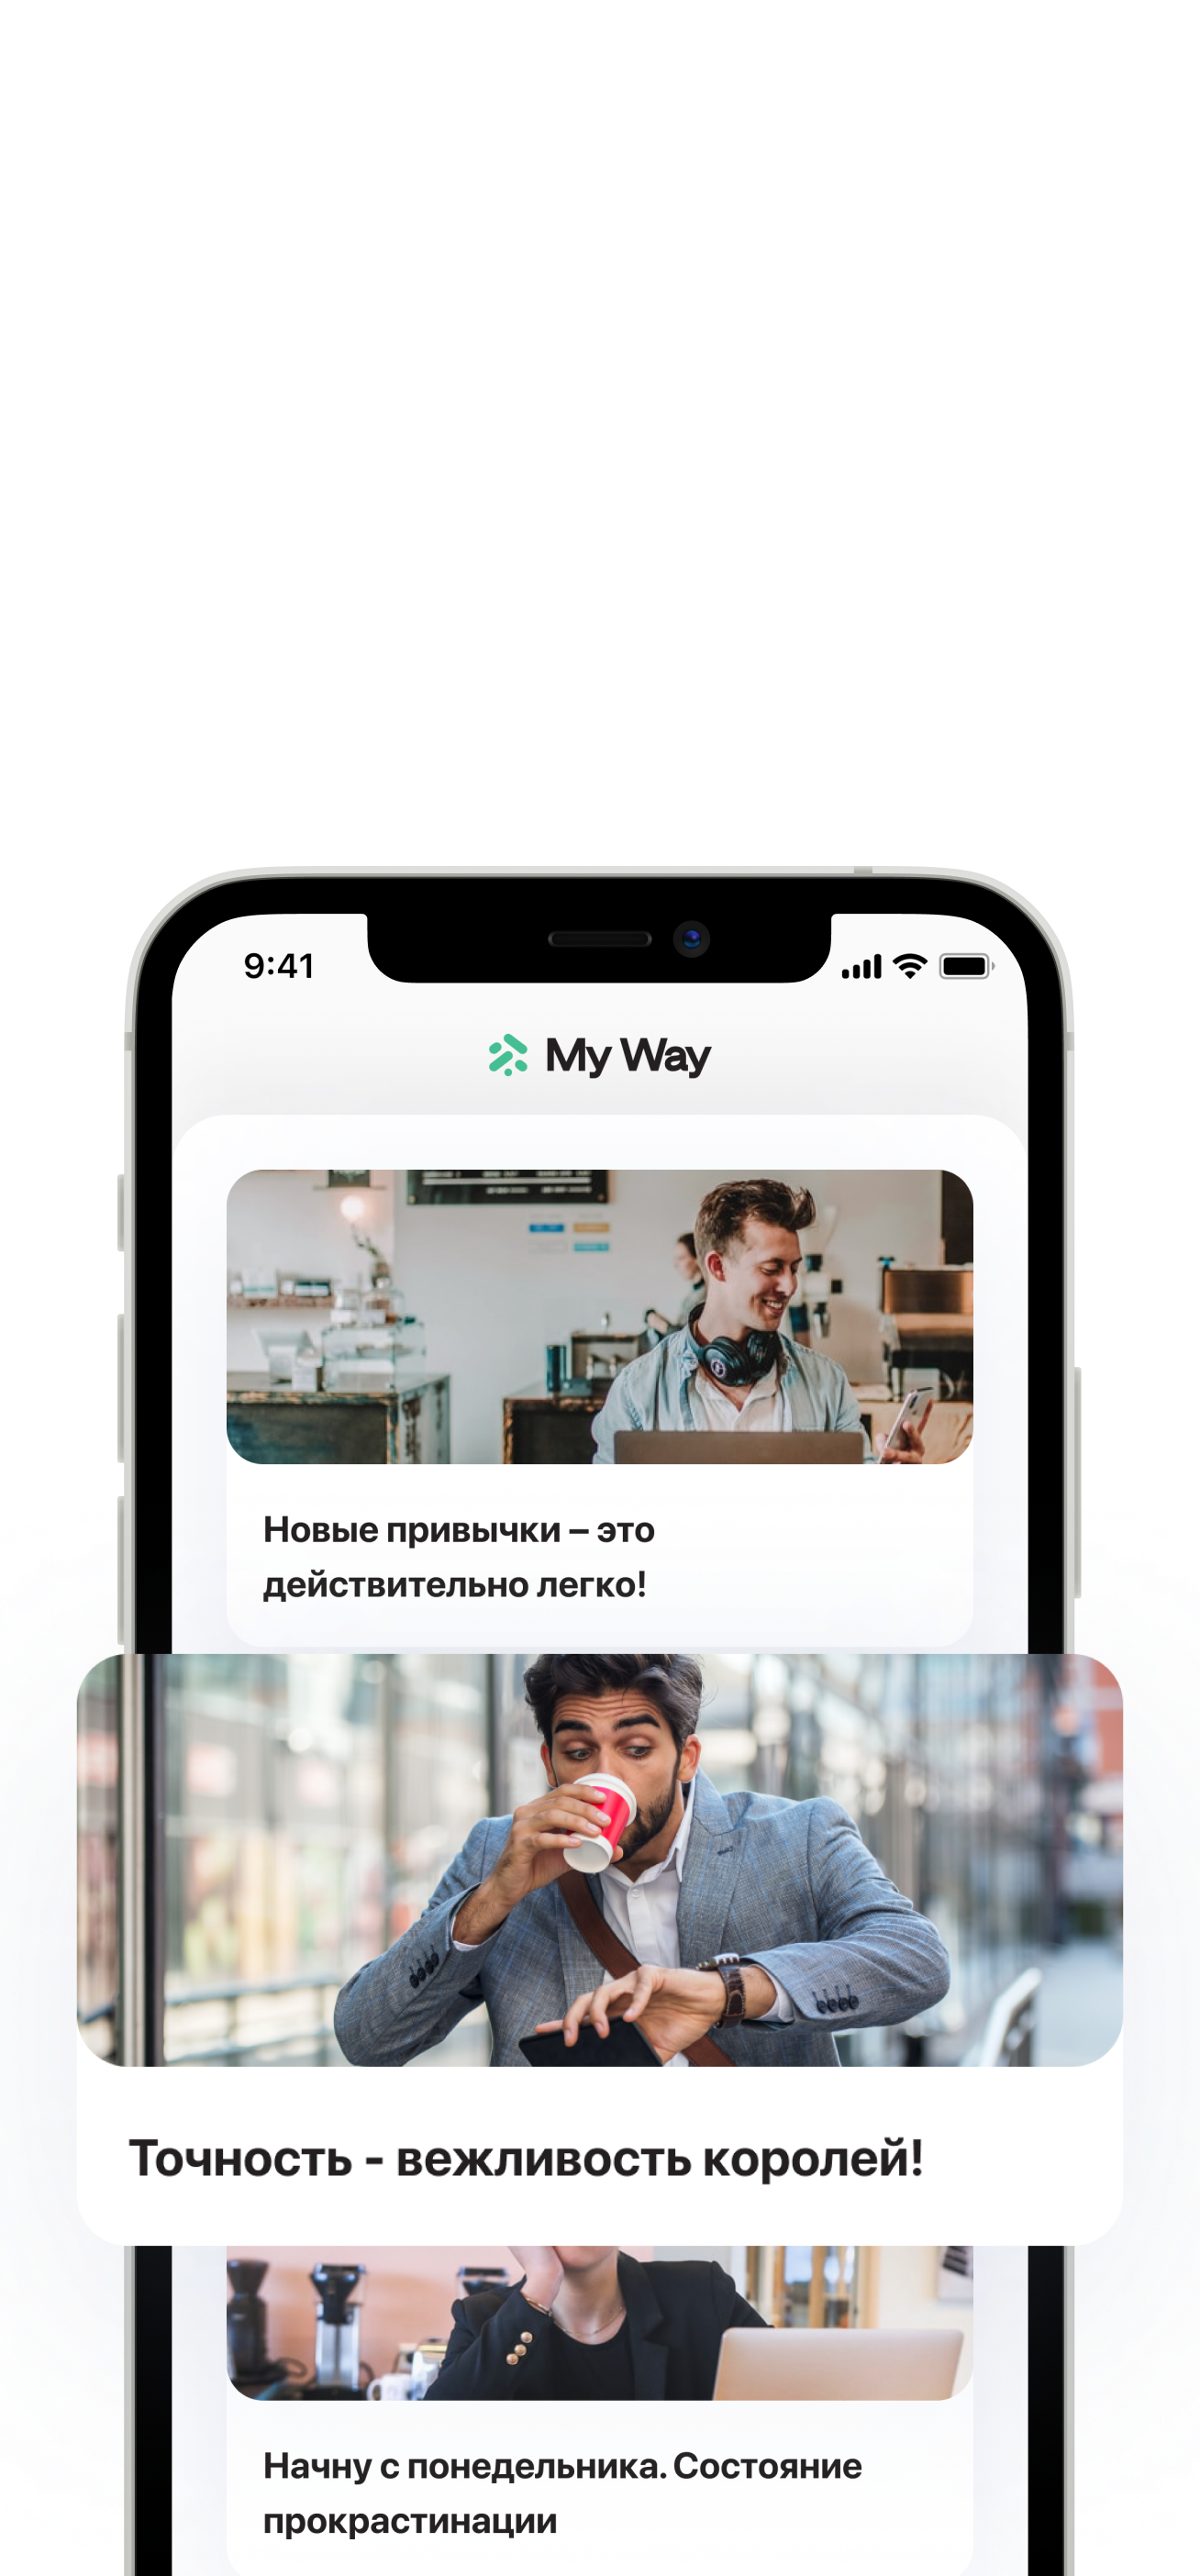 9:41
My Way
Новые привычки – это
действительно легко!
Точность - вежливость королей!
Начну с понедельника. Состояние
прокрастинации